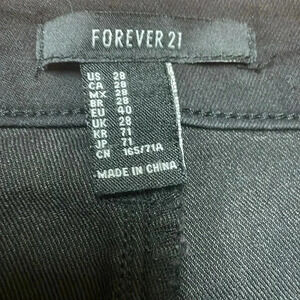 FOREVER 21
US 28
CA 28
MX 28
BR 28
EU 40
UK 28
KR 71
JP 71
CN 165/71A
MADE IN CHINA